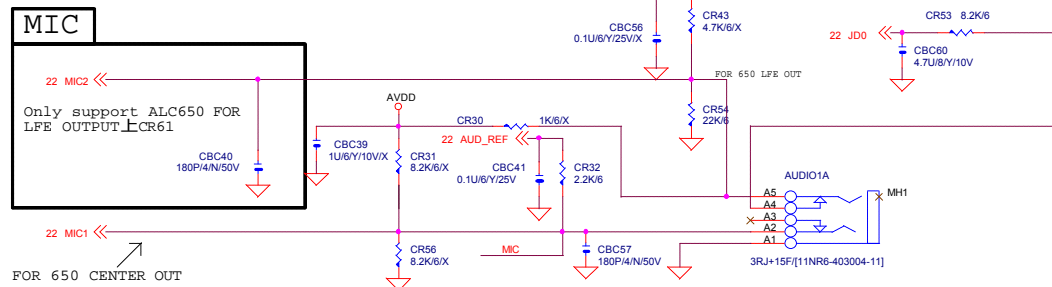 MIC
CBC56
0.1U/6/Y/25V/X
CR43
4.7K/6/X
CR53 8.2K/6
22 JD0
CBC60
4.7U/8/Y/10V
22 MIC2
FOR 650 LFE OUT
Only support ALC650 FOR
LFE OUTPUT上CR61
AVDD
CR54
22K/6
CR30 1K/6/X
22 AUD_REF
CBC39
1U/6/Y/10V/X
CR31
8.2K/6/X
CBC40
180P/4/N/50V
CBC41
0.1U/6/Y/25V
CR32
2.2K/6
AUDIO1A
A5
A4
A3
A2
A1
MH1
22 MIC1
MIC
CR56
8.2K/6/X
CBC57
180P/4/N/50V
3RJ+15F/[11NR6-403004-11]
FOR 650 CENTER OUT